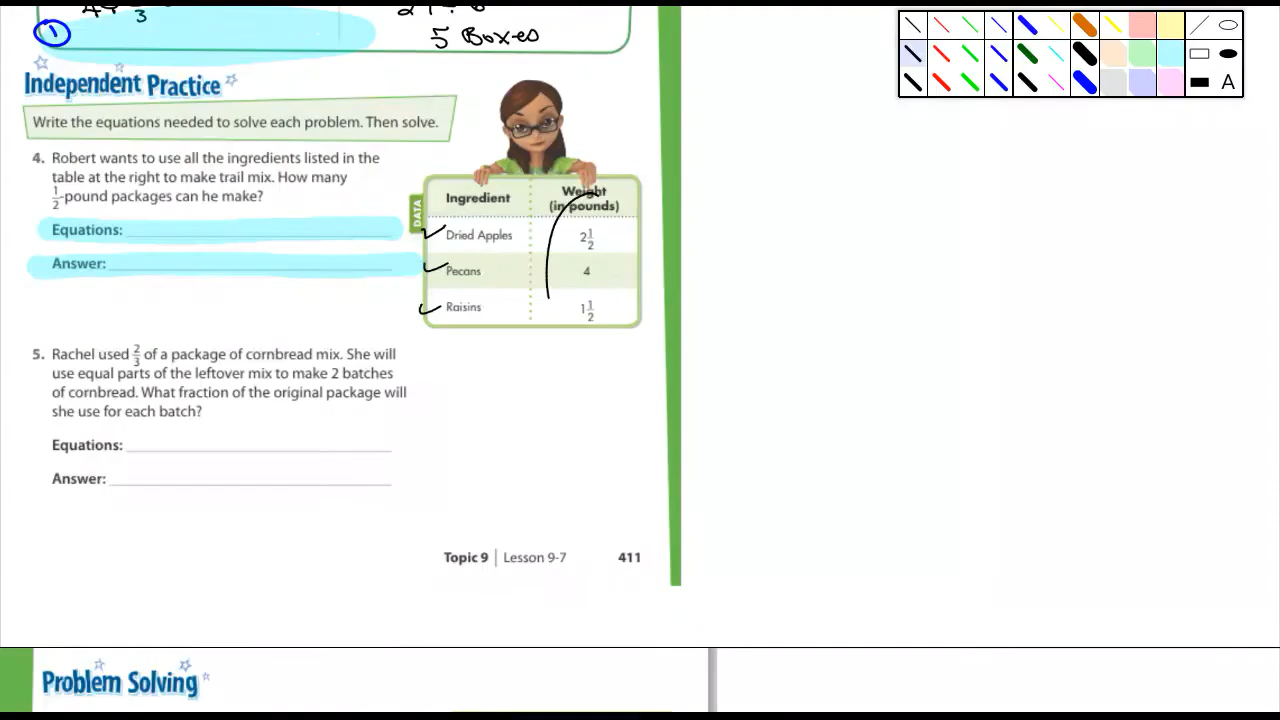 3
1
5 Boxes
Independent Practice
Write the equations needed to solve each problem. Then solve.
4. Robert wants to use all the ingredients listed in the
table at the right to make trail mix. How many
1/2-pound packages can he make?
Equations:
Answer:
DATA
Ingredient Weight (in pounds)
Dried Apples 2 1/2
Pecans 4
Raisins 1 1/2
5. Rachel used 2/3 of a package of cornbread mix. She will
use equal parts of the leftover mix to make 2 batches
of cornbread. What fraction of the original package will
she use for each batch?
Equations:
Answer:
Topic 9 | Lesson 9-7 411
A
Problem Solving